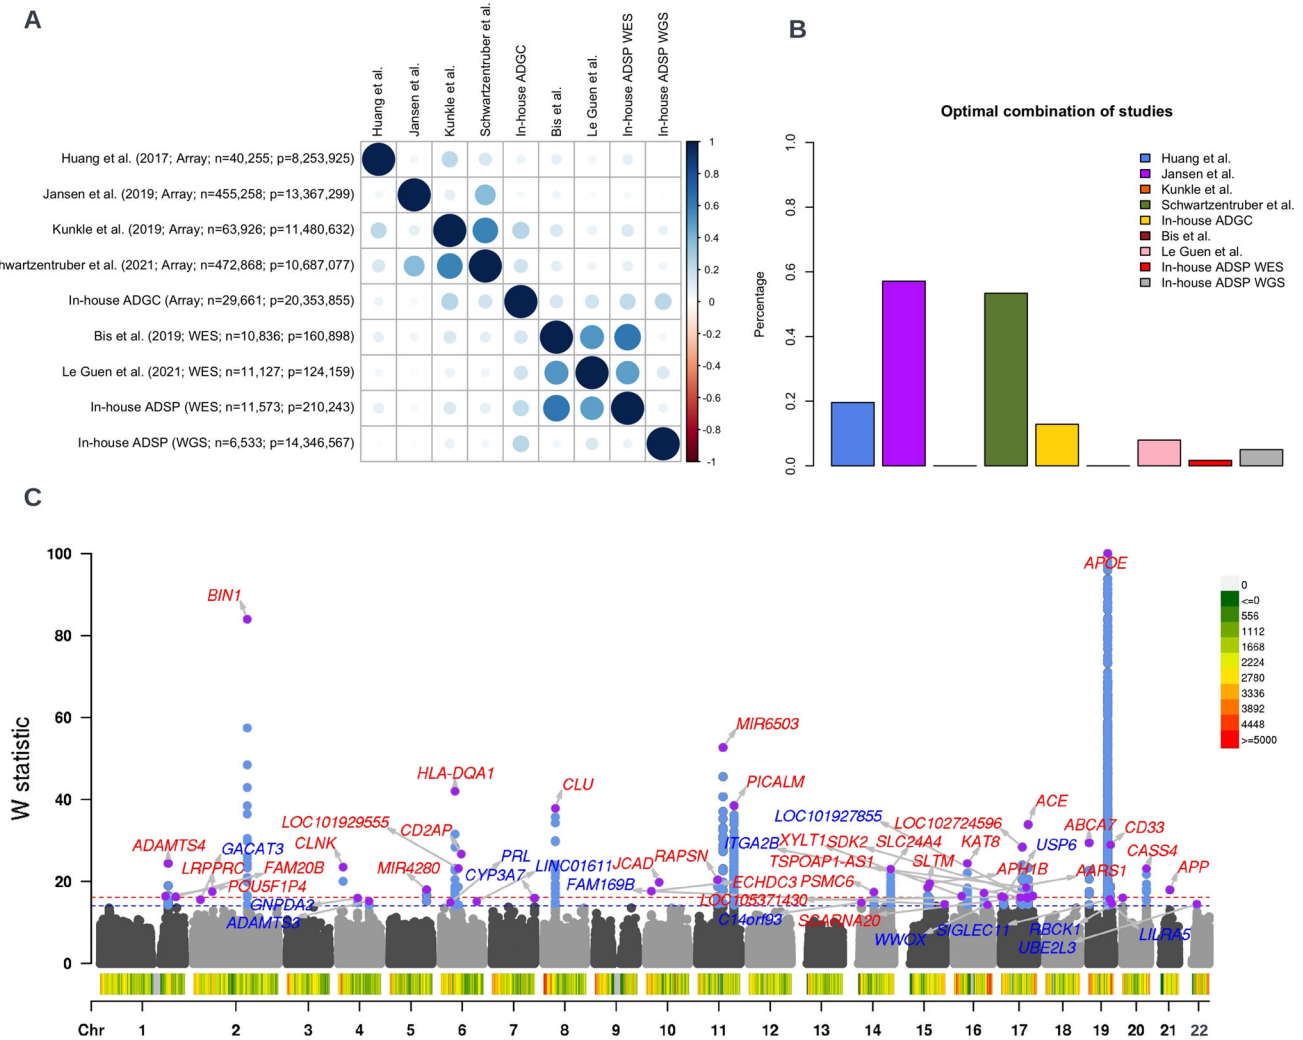 A
Huang et al.
Jansen et al.
Kunkle et al.
Schwartzentruber et al.
In-house ADGC
Bis et al.
Le Guen et al.
In-house ADSP WES
In-house ADSP WGS
Huang et al. (2017; Array; n=40,255; p=8,253,925)
Jansen et al. (2019; Array; n=455,258; p=13,367,299)
Kunkle et al. (2019; Array; n=63,926; p=11,480,632)
hwartzentruber et al. (2021; Array; n=472,868; p=10,687,077)
In-house ADGC (Array; n=29,661; p=20,353,855)
Bis et al. (2019; WES; n=10,836; p=160,898)
Le Guen et al. (2021; WES; n=11,127; p=124,159)
In-house ADSP (WES; n=11,573; p=210,243)
In-house ADSP (WGS; n=6,533; p=14,346,567)
1
0.8
0.6
0.4
0.2
0
-0.2
-0.4
-0.6
-0.8
-1
B
Optimal combination of studies
Percentage
1.0
0.8
0.6
0.4
0.2
0.0
Huang et al.
Jansen et al.
Kunkle et al.
Schwartzentruber et al.
In-house ADGC
Bis et al.
Le Guen et al.
In-house ADSP WES
In-house ADSP WGS
C
W statistic
100
80
60
40
20
0
BIN1
APOE
MIR6503
HLA-DQA1
CLU
PICALM
ACE
LOC101929555
CD2AP
LOC101927855
LOC102724596
ABCA7
CD33
ADAMTS4
GACAT3
CLNK
PRL
ITGA2B
XYLT1
SDK2
SLC24A4
KAT8
USP6
CASS4
LRPPRC
FAM20B
MIR4280
CYP3A7
LINC01611
JCAD
RAPSN
TSPOAP1-AS1
SLTM
APH1B
AARS1
APP
POU5F1P4
FAM169B
ECHDC3
PSMC6
GNPDA2
LOC105371430
ADAMTS3
C14orf93
SCARNA20
WWOX
SIGLEC11
RBCK1
UBE2L3
LILRA5
0
<=0
556
1112
1668
2224
2780
3336
3892
4448
>=5000
Chr 1 2 3 4 5 6 7 8 9 10 11 12 13 14 15 16 17 18 19 20 21 22